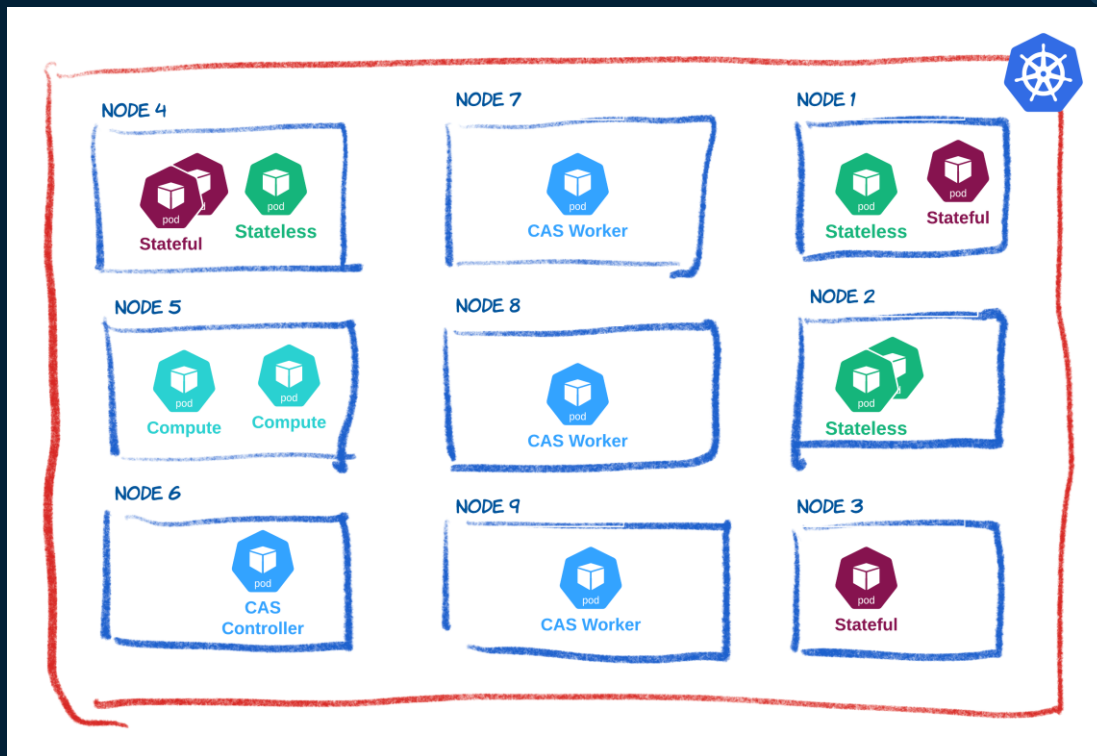 NODE 4
pod
pod
Stateful
Stateless
NODE 7
pod
CAS Worker
NODE 1
pod
Stateless
pod
Stateful
NODE 5
pod
Compute
pod
Compute
NODE 8
pod
CAS Worker
NODE 2
pod
Stateless
NODE 6
pod
CAS
Controller
NODE 9
pod
CAS Worker
NODE 3
pod
Stateful